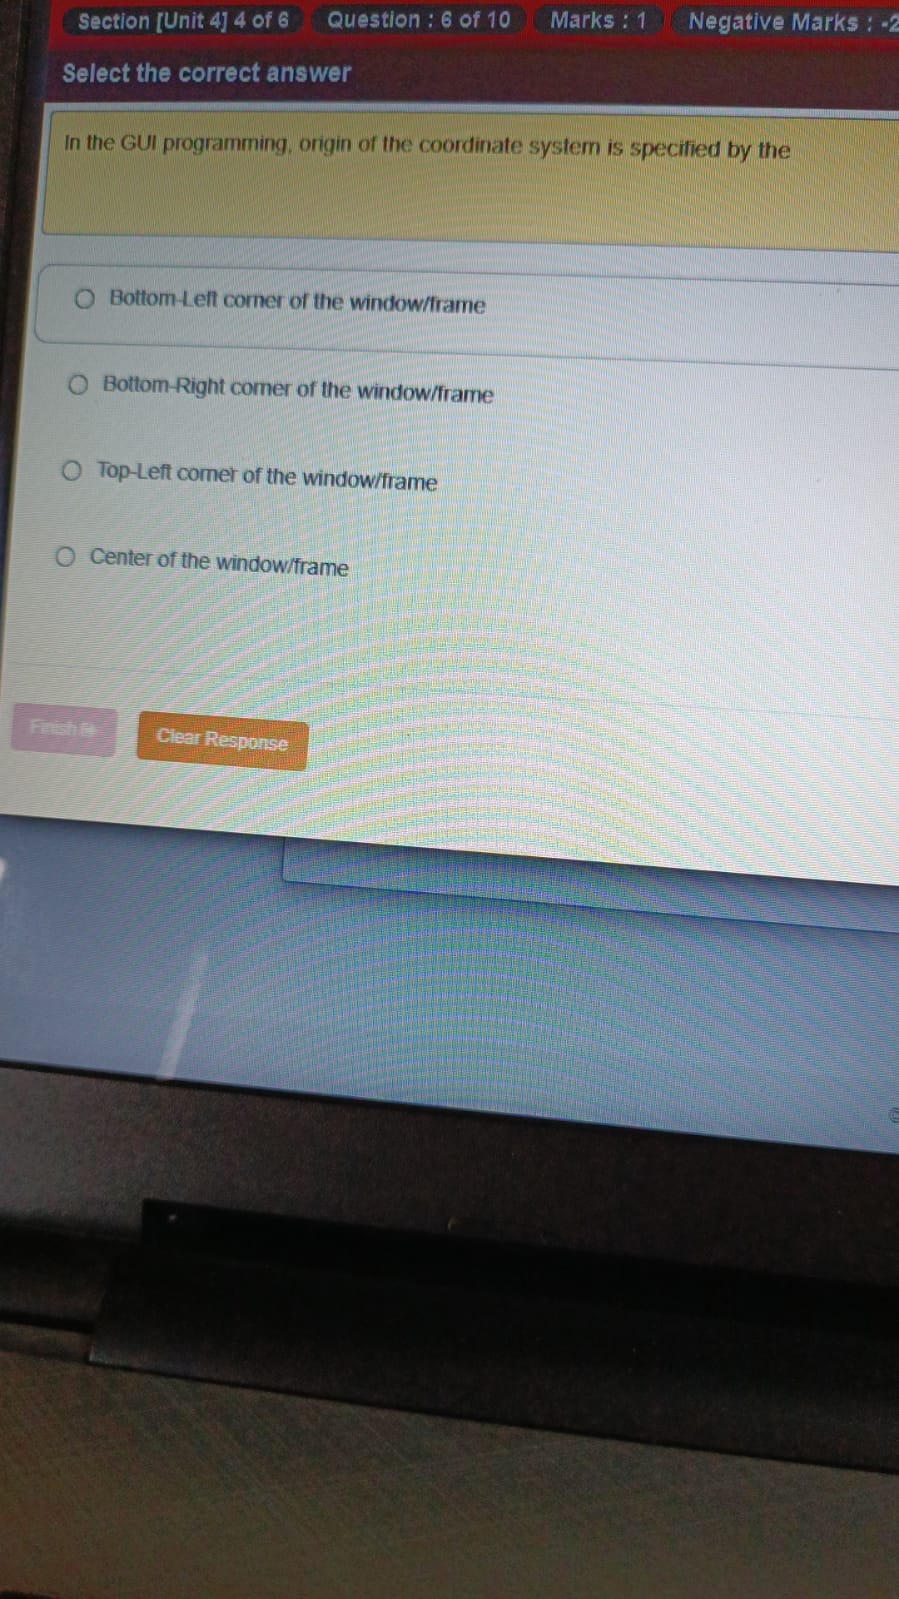 Section [Unit 4] 4 of 6 Question : 6 of 10 Marks : 1 Negative Marks : -2
Select the correct answer
In the GUI programming, origin of the coordinate system is specified by the
Bottom-Left corner of the window/frame
Bottom-Right corner of the window/frame
Top-Left corner of the window/frame
Center of the window/frame
Finish
Clear Response